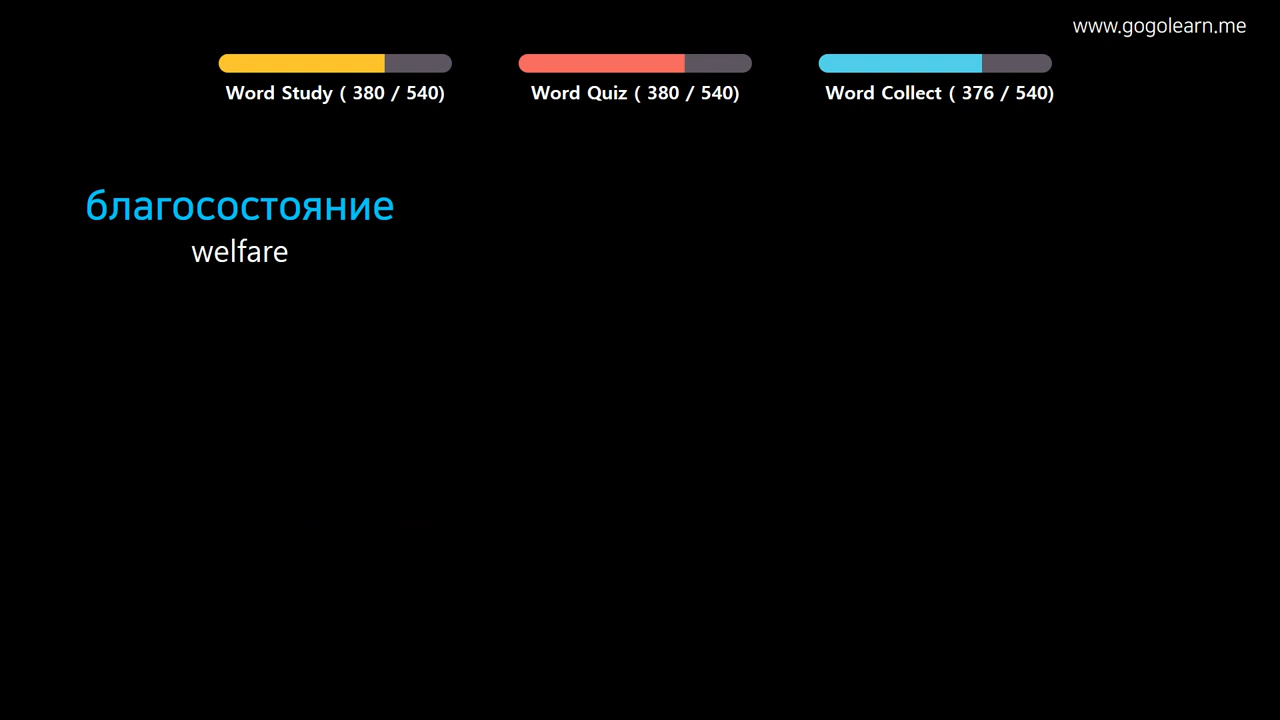 www.gogolearn.me
Word Study ( 380 / 540)
Word Quiz ( 380 / 540)
Word Collect ( 376 / 540)
благосостояние
welfare